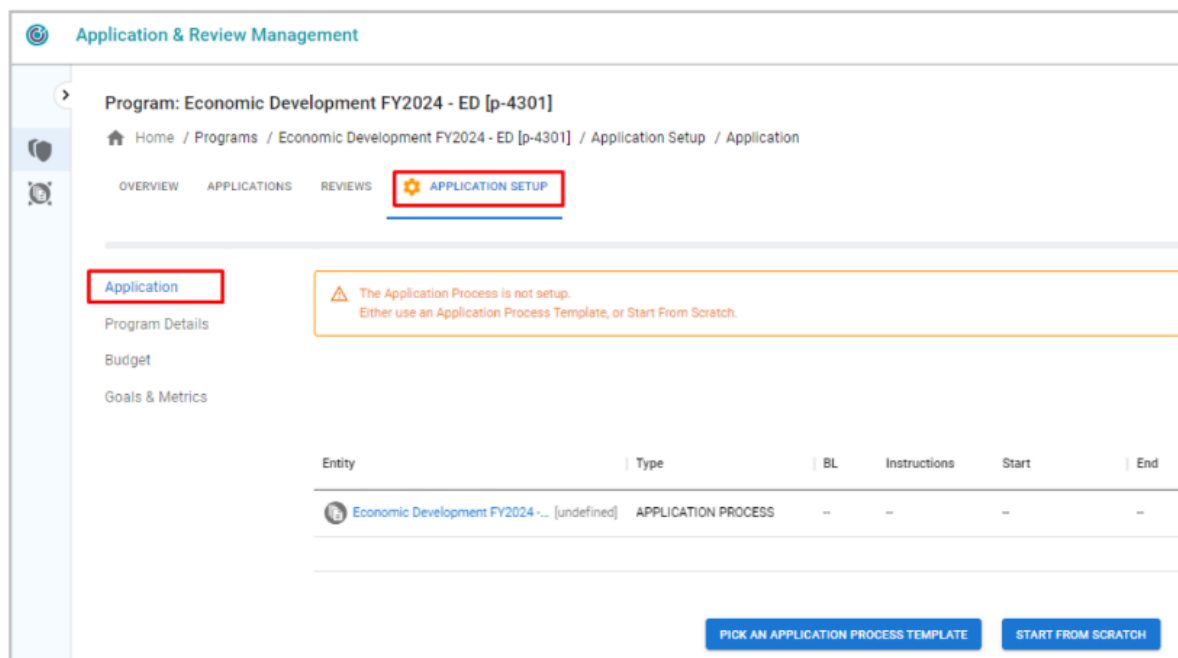 Application & Review Management
Program: Economic Development FY2024 - ED [p-4301]
Home / Programs / Economic Development FY2024 - ED [p-4301] / Application Setup / Application
OVERVIEW APPLICATIONS REVIEWS APPLICATION SETUP
Application
Program Details
Budget
Goals & Metrics
The Application Process is not setup.
Either use an Application Process Template, or Start From Scratch.
Entity Type BL Instructions Start End
Economic Development FY2024 -... [undefined] APPLICATION PROCESS -- -- -- --
PICK AN APPLICATION PROCESS TEMPLATE START FROM SCRATCH